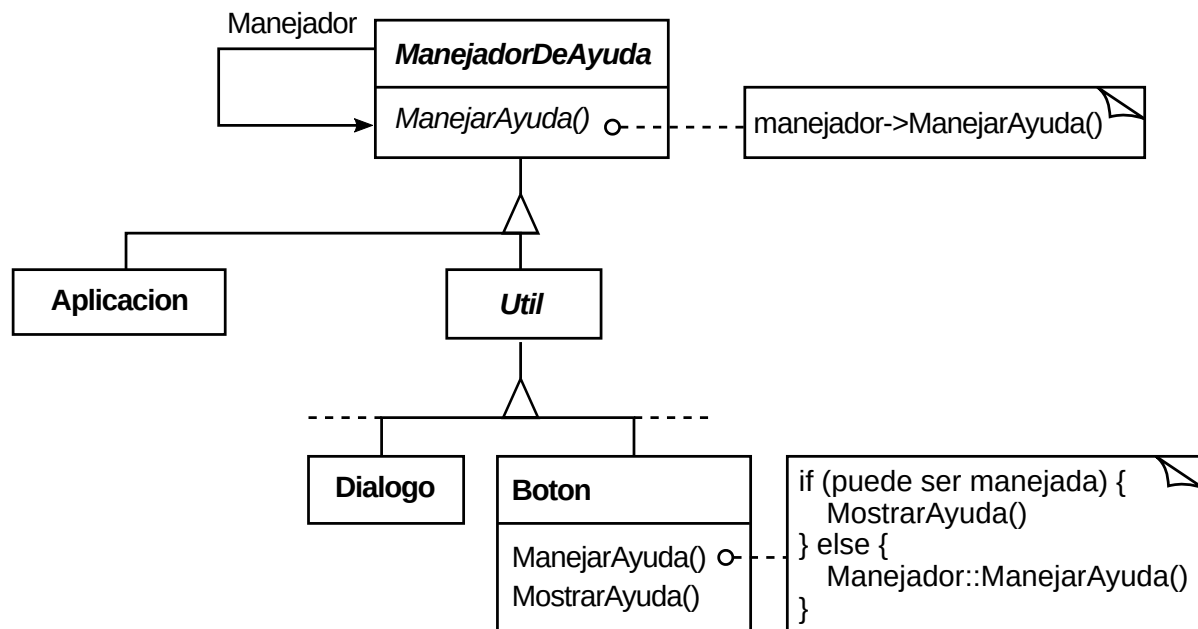 Manejador
ManejadorDeAyuda
ManejarAyuda()
manejador->ManejarAyuda()
Aplicacion
Util
Dialogo
Boton
ManejarAyuda()
MostrarAyuda()
if (puede ser manejada) {
MostrarAyuda()
} else {
Manejador::ManejarAyuda()
}